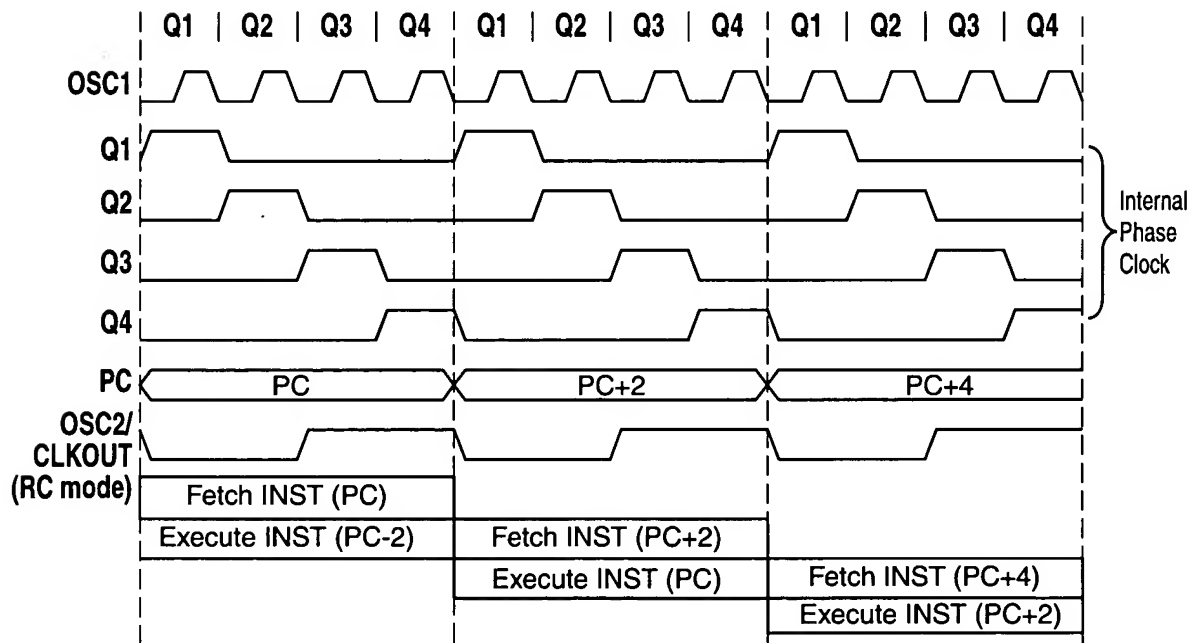 Q1 | Q2 | Q3 | Q4 Q1 | Q2 | Q3 | Q4 Q1 | Q2 | Q3 | Q4
OSC1
Q1
Q2
Q3
Q4
Internal
Phase
Clock
PC PC PC+2 PC+4
OSC2/
CLKOUT
(RC mode)
Fetch INST (PC)
Execute INST (PC-2) Fetch INST (PC+2)
Execute INST (PC) Fetch INST (PC+4)
Execute INST (PC+2)